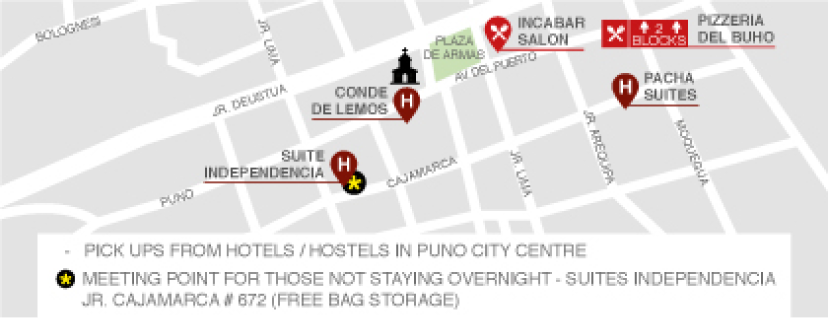 BOLOGNESI
JR. LIMA
PLAZA
DE ARMAS
INCABAR
SALON
2
BLOCKS
PIZZERIA
DEL BUHO
AV. DEL PUERTO
JR. DEUSTUA
CONDE
DE LEMOS
H
H
PACHA
SUITES
SUITE
INDEPENDENCIA
H
PUNO
CAJAMARCA
JR. LIMA
JR. AREQUIPA
MOQUEGUA
- PICK UPS FROM HOTELS / HOSTELS IN PUNO CITY CENTRE
MEETING POINT FOR THOSE NOT STAYING OVERNIGHT - SUITES INDEPENDENCIA
JR. CAJAMARCA # 672 (FREE BAG STORAGE)